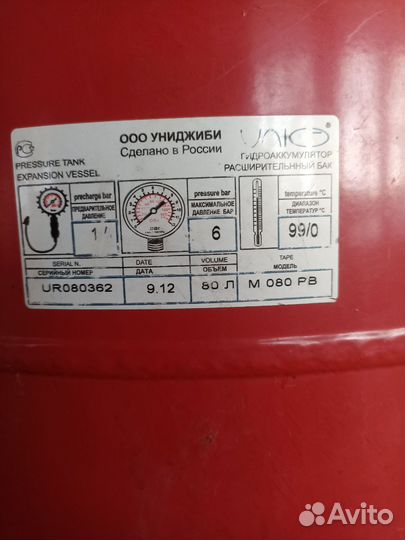 ООО УНИДЖИБИ
Сделано в России
PRESSURE TANK
EXPANSION VESSEL
ГИДРОАККУМУЛЯТОР
РАСШИРИТЕЛЬННЫЙ БАК
precharge bar
ПРЕДВАРИТЕЛЬНОЕ
ДАВЛЕНИЕ
pressure bar
МАКСИМАЛЬНОЕ
ДАВЛЕНИЕ БАР
6
temperature °C
ДИАПАЗОН
ТЕМПЕРАТУР °C
99/0
SERIAL N.
СЕРИЙНЫЙ НОМЕР
DATE
ДАТА
VOLUME
ОБЪЕМ
TAPE
МОДЕЛЬ
UR080362
9.12
80 Л
М 080 РВ
Avito